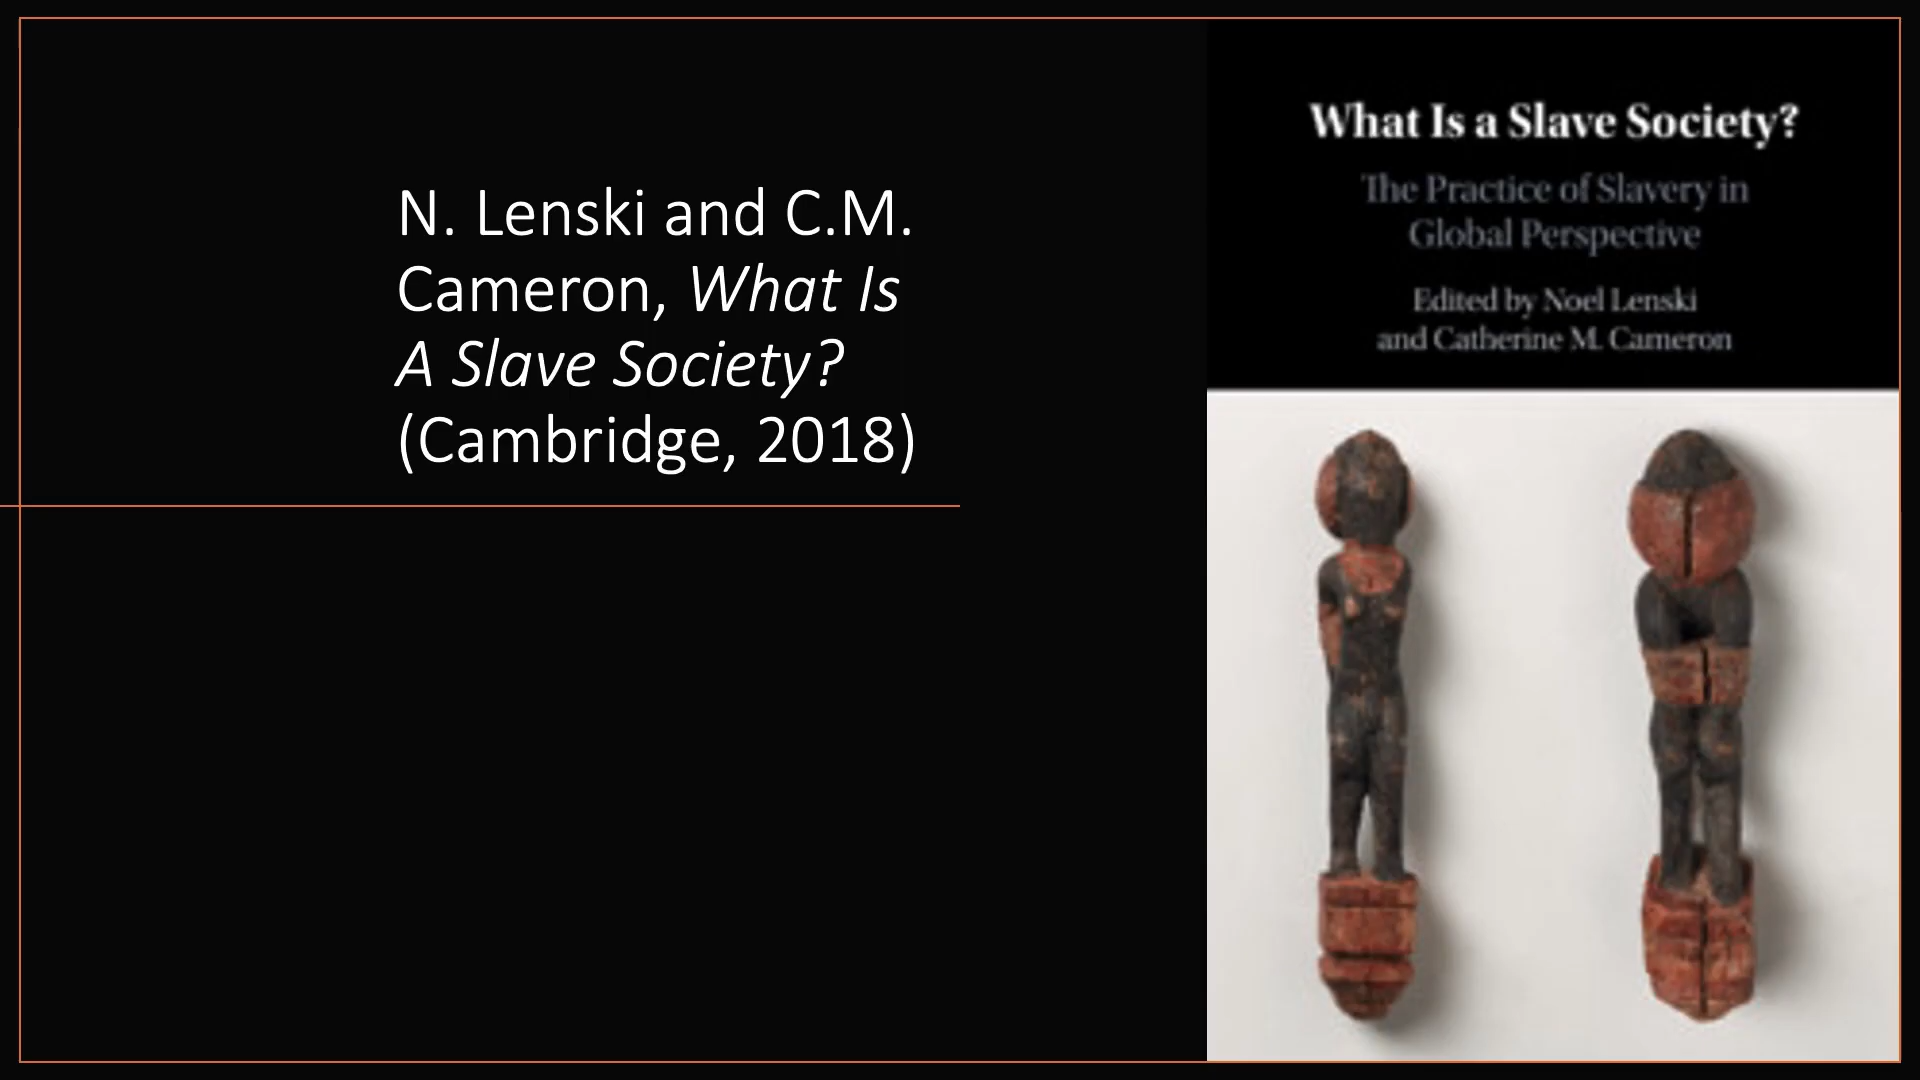 N. Lenski and C.M.
Cameron, What Is
A Slave Society?
(Cambridge, 2018)
What Is a Slave Society?
The Practice of Slavery in
Global Perspective
Edited by Noel Lenski
and Catherine M. Cameron